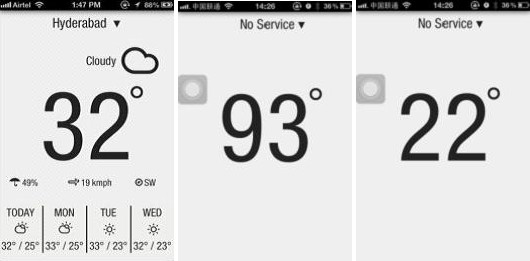 Airtel 1:47 PM 88%
Hyderabad ▼
Cloudy
32°
49% 19 kmph SW
TODAY MON TUE WED
32° / 25° 33° / 25° 33° / 23° 32° / 23°
中国联通 14:26 36%
No Service ▼
93°
中国联通 14:26 36%
No Service ▼
22°